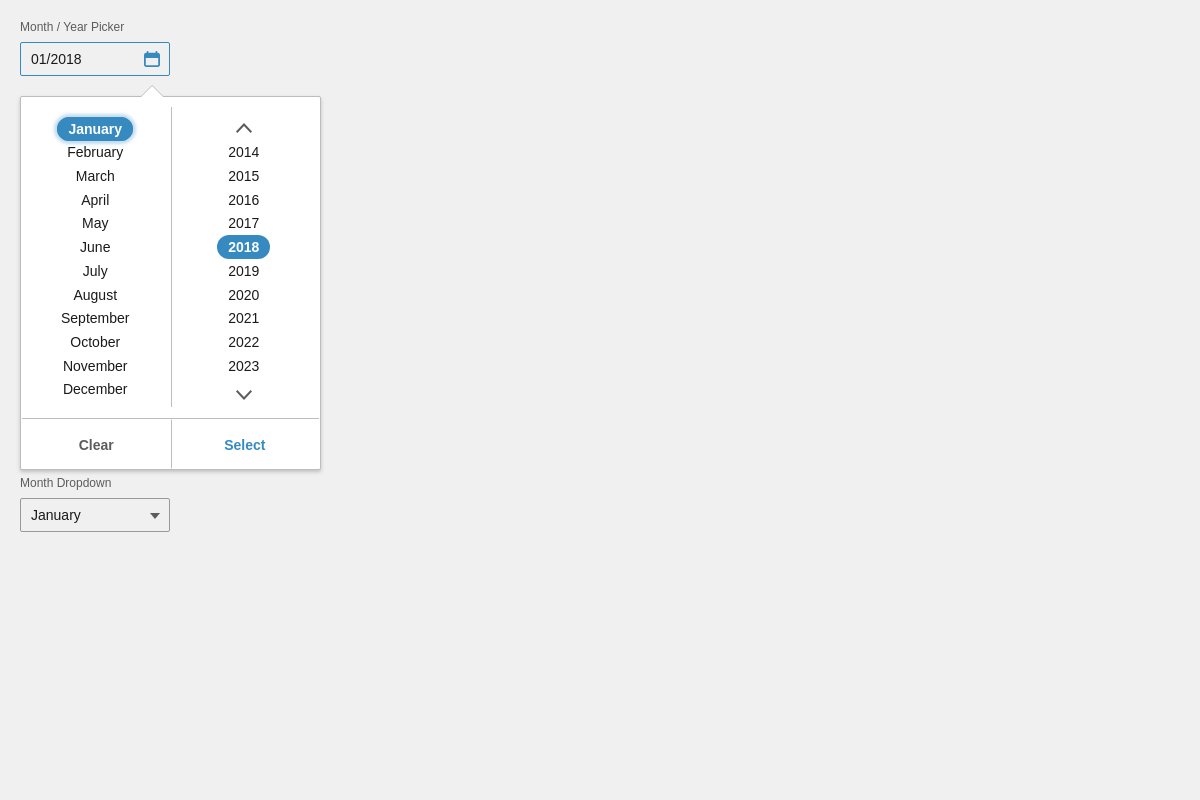 Month / Year Picker
01/2018
January
February
March
April
May
June
July
August
September
October
November
December
2014
2015
2016
2017
2018
2019
2020
2021
2022
2023
Clear
Select
Month Dropdown
January